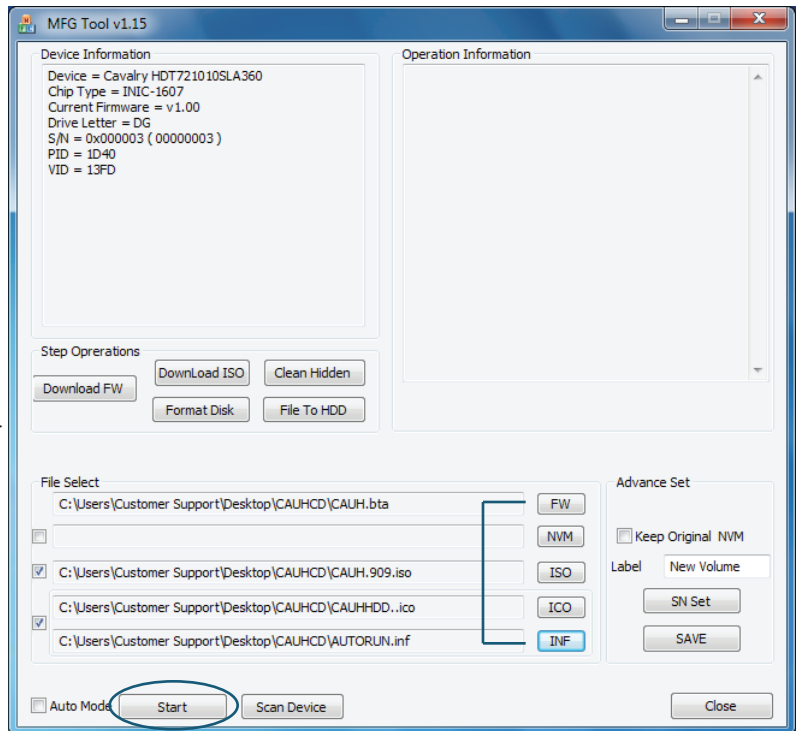 MFG Tool v1.15
Device Information
Device = Cavalry HDT721010SLA360
Chip Type = INIC-1607
Current Firmware = v1.00
Drive Letter = DG
S/N = 0x000003 ( 00000003 )
PID = 1D40
VID = 13FD
Operation Information
Step Oprerations
Download FW
DownLoad ISO
Clean Hidden
Format Disk
File To HDD
File Select
C:\Users\Customer Support\Desktop\CAUHCD\CAUH.bta
FW
NVM
C:\Users\Customer Support\Desktop\CAUHCD\CAUH.909.iso
ISO
C:\Users\Customer Support\Desktop\CAUHCD\CAUHHDD..ico
ICO
C:\Users\Customer Support\Desktop\CAUHCD\AUTORUN.inf
INF
Advance Set
Keep Original NVM
Label New Volume
SN Set
SAVE
Auto Mode
Start
Scan Device
Close